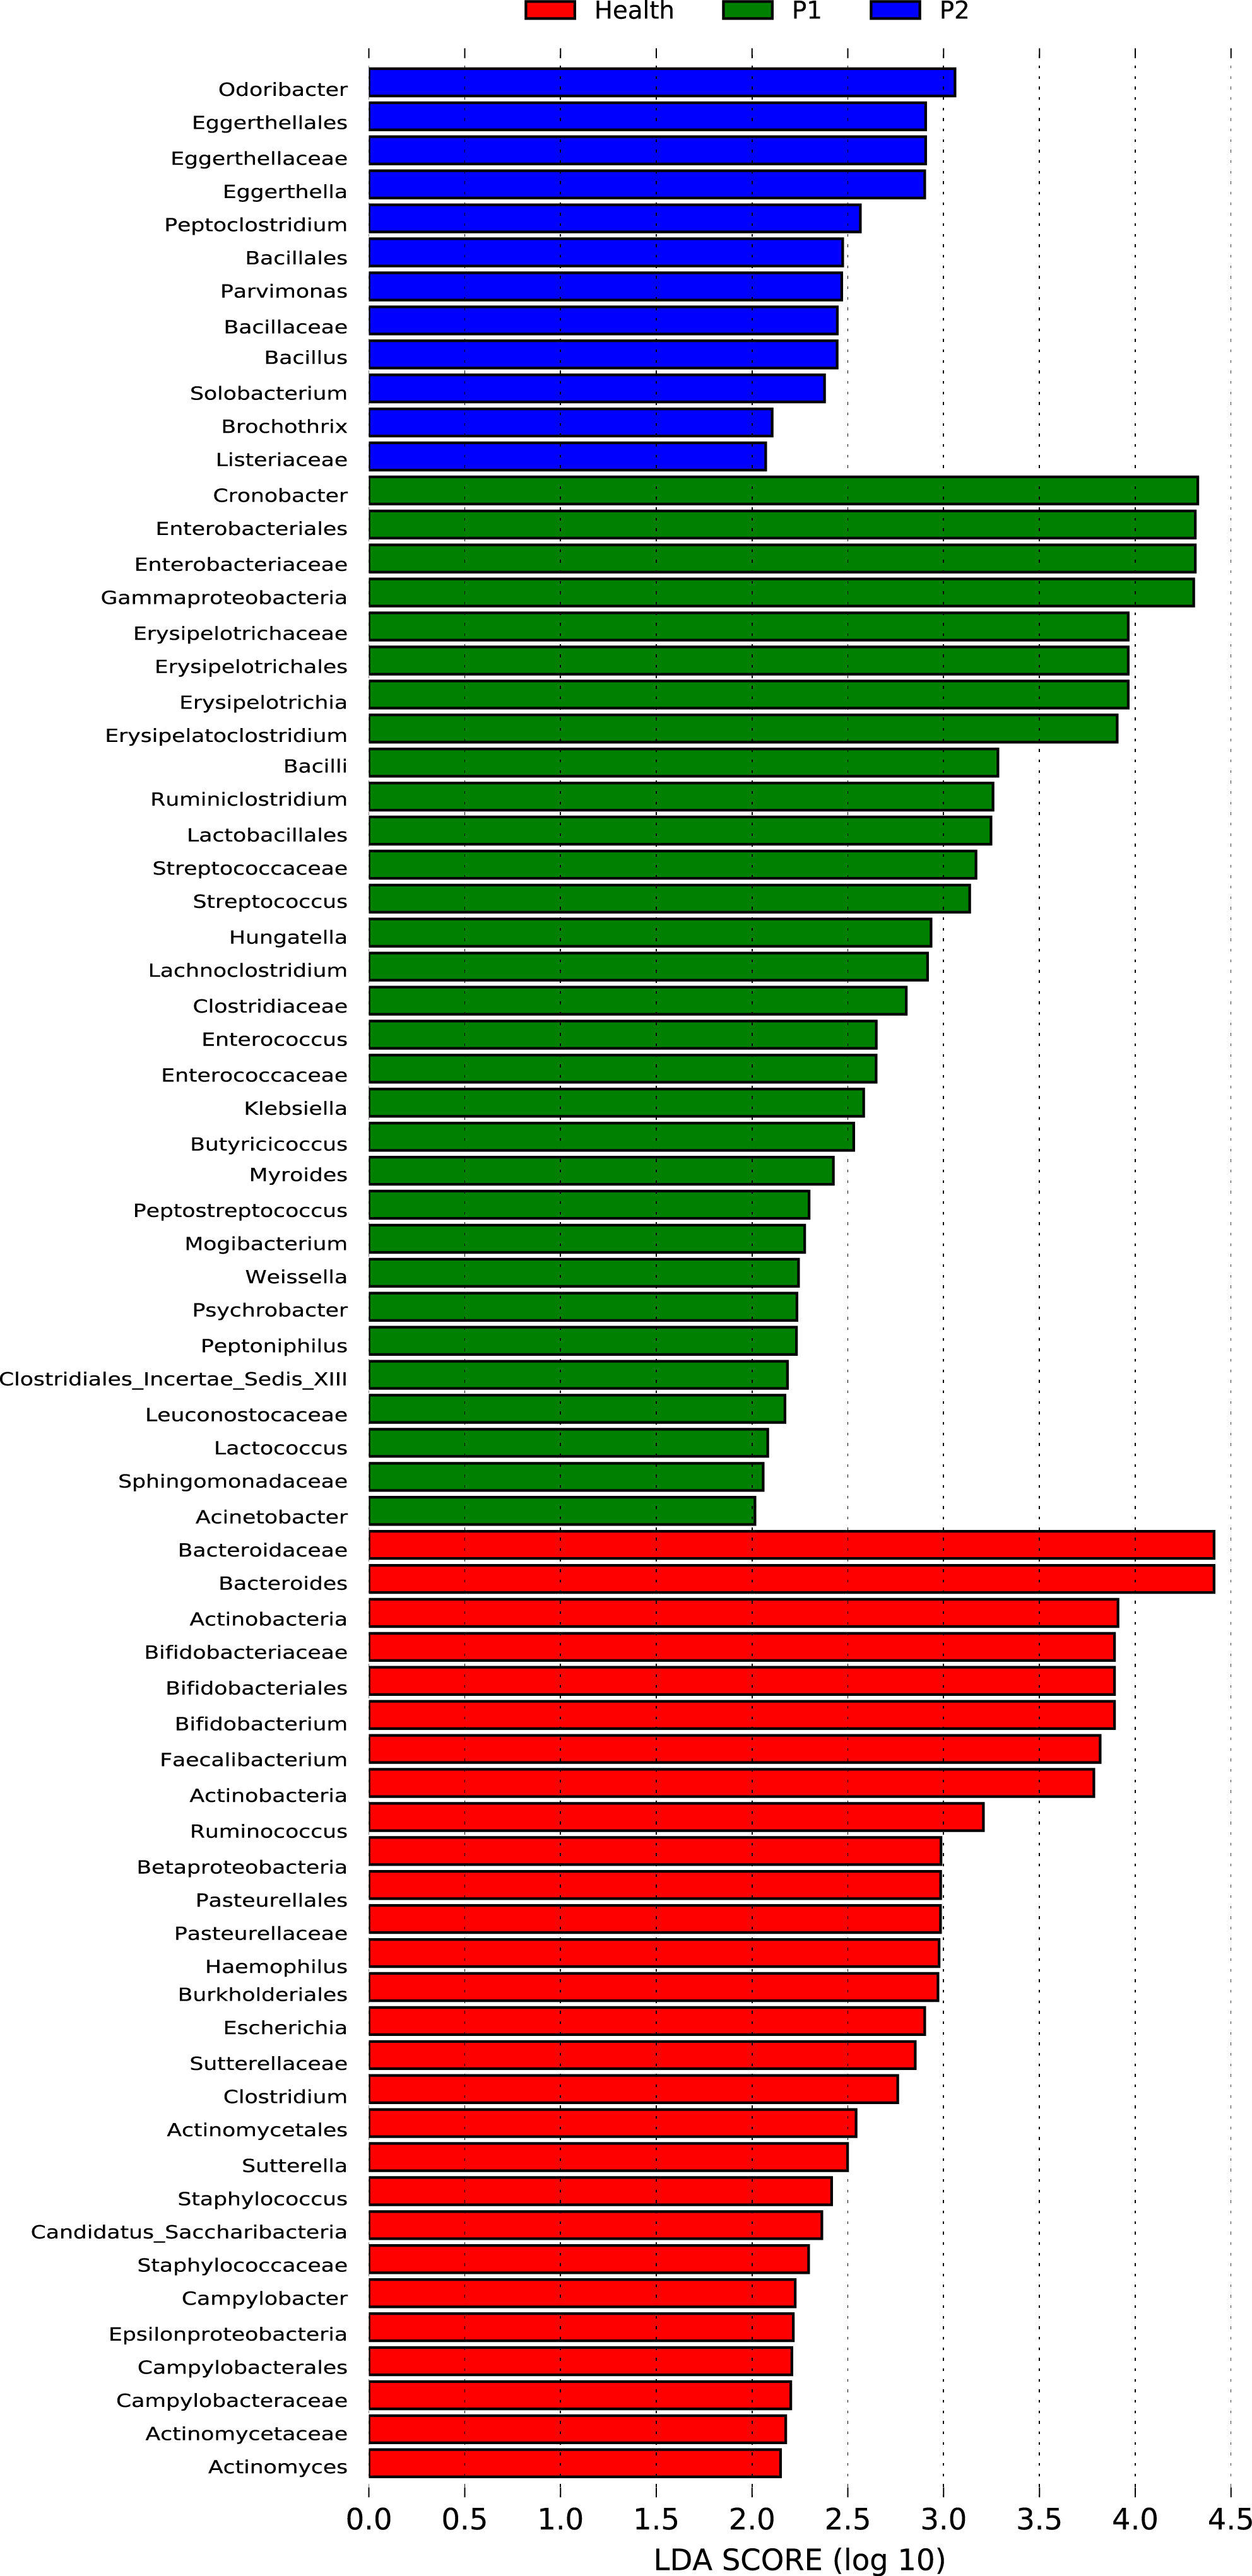 Health P1 P2
Odoribacter
Eggerthellales
Eggerthellaceae
Eggerthella
Peptoclostridium
Bacillales
Parvimonas
Bacillaceae
Bacillus
Solobacterium
Brochothrix
Listeriaceae
Cronobacter
Enterobacteriales
Enterobacteriaceae
Gammaproteobacteria
Erysipelotrichaceae
Erysipelotrichales
Erysipelotrichia
Erysipelatoclostridium
Bacilli
Ruminiclostridium
Lactobacillales
Streptococcaceae
Streptococcus
Hungatella
Lachnoclostridium
Clostridiaceae
Enterococcus
Enterococcaceae
Klebsiella
Butyricicoccus
Myroides
Peptostreptococcus
Mogibacterium
Weissella
Psychrobacter
Peptoniphilus
Clostridiales_Incertae_Sedis_XIII
Leuconostocaceae
Lactococcus
Sphingomonadaceae
Acinetobacter
Bacteroidaceae
Bacteroides
Actinobacteria
Bifidobacteriaceae
Bifidobacteriales
Bifidobacterium
Faecalibacterium
Actinobacteria
Ruminococcus
Betaproteobacteria
Pasteurellales
Pasteurellaceae
Haemophilus
Burkholderiales
Escherichia
Sutterellaceae
Clostridium
Actinomycetales
Sutterella
Staphylococcus
Candidatus_Saccharibacteria
Staphylococcaceae
Campylobacter
Epsilonproteobacteria
Campylobacterales
Campylobacteraceae
Actinomycetaceae
Actinomyces
0.0 0.5 1.0 1.5 2.0 2.5 3.0 3.5 4.0 4.5
LDA SCORE (log 10)